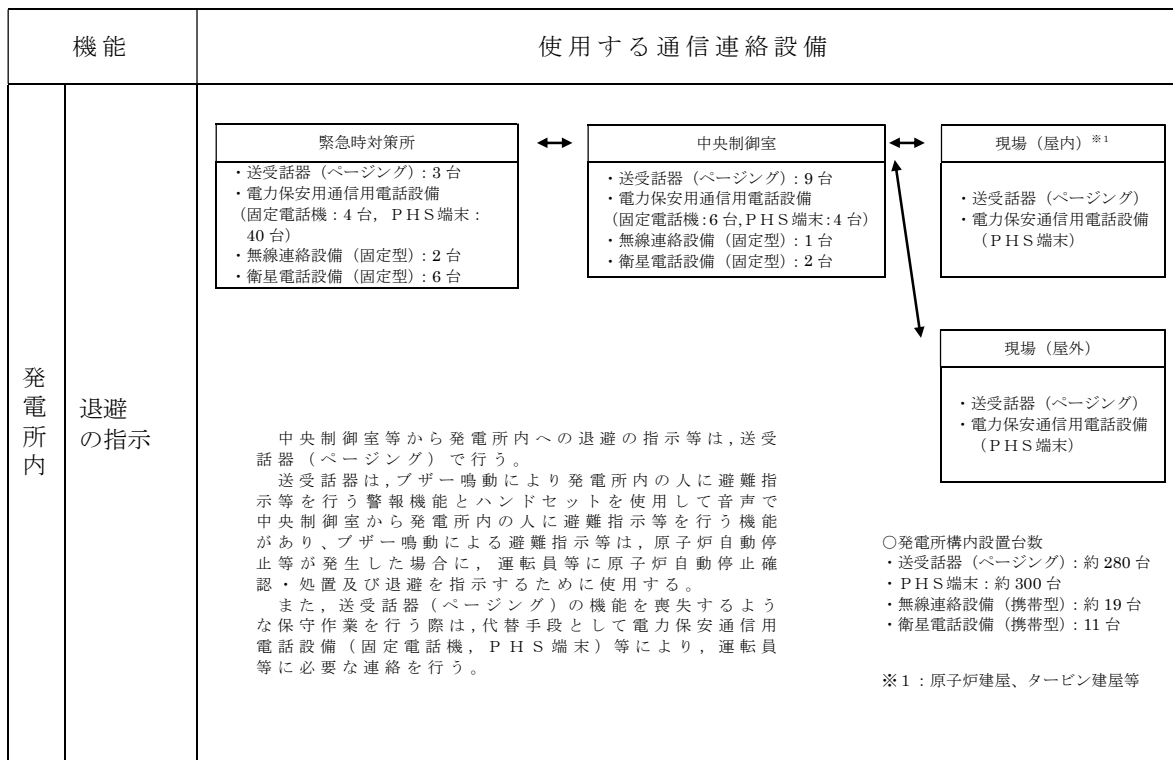 機能
使用する通信連絡設備
発電所内
退避
の指示
緊急時対策所
・送受話器（ページング）：3 台
・電力保安用通信用電話設備
（固定電話機：4 台，ＰＨＳ端末：
40 台）
・無線連絡設備（固定型）：2 台
・衛星電話設備（固定型）：6 台
中央制御室
・送受話器（ページング）：9 台
・電力保安用通信用電話設備
（固定電話機：6 台,ＰＨＳ端末：4 台）
・無線連絡設備（固定型）：1 台
・衛星電話設備（固定型）：2 台
現場（屋内）※1
・送受話器（ページング）
・電力保安通信用電話設備
（ＰＨＳ端末）
現場（屋外）
・送受話器（ページング）
・電力保安通信用電話設備
（ＰＨＳ端末）
中央制御室等から発電所内への退避の指示等は,送受
話器（ページング）で行う。
送受話器は,ブザー鳴動により発電所内の人に避難指
示等を行う警報機能とハンドセットを使用して音声で
中央制御室から発電所内の人に避難指示等を行う機能
があり、ブザー鳴動による避難指示等は，原子炉自動停
止等が発生した場合に，運転員等に原子炉自動停止確
認・処置及び退避を指示するために使用する。
また，送受話器（ページング）の機能を喪失するよう
な保守作業を行う際は,代替手段として電力保安通信用
電話設備（固定電話機，ＰＨＳ端末）等により，運転員
等に必要な連絡を行う。
○発電所構内設置台数
・送受話器（ページング）：約 280 台
・ＰＨＳ端末：約 300 台
・無線連絡設備（携帯型）：約 19 台
・衛星電話設備（携帯型）：11 台
※１：原子炉建屋、タービン建屋等